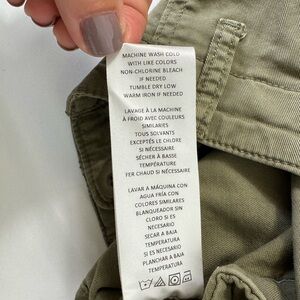 MACHINE WASH COLD
WITH LIKE COLORS
NON-CHLORINE BLEACH
IF NEEDED
TUMBLE DRY LOW
WARM IRON IF NEEDED
LAVAGE À LA MACHINE
À FROID AVEC COULEURS
SIMILARIES
TOUS SOLVANTS
EXCEPTÉS LE CHLORE
SI NÉCESSAIRE
SÉCHER À BASSE
TEMPÉRATURE
FER CHAUD SI NÉCESSAIRE
LAVAR A MÁQUINA CON
AGUA FRÍA CON
COLORES SIMILARES
BLANQUEADOR SIN
CLORO SI ES
NECESARIO
SECAR A BAJA
TEMPERATURA
SI ES NECESARIO
PLANCHAR A BAJA
TEMPERATURA